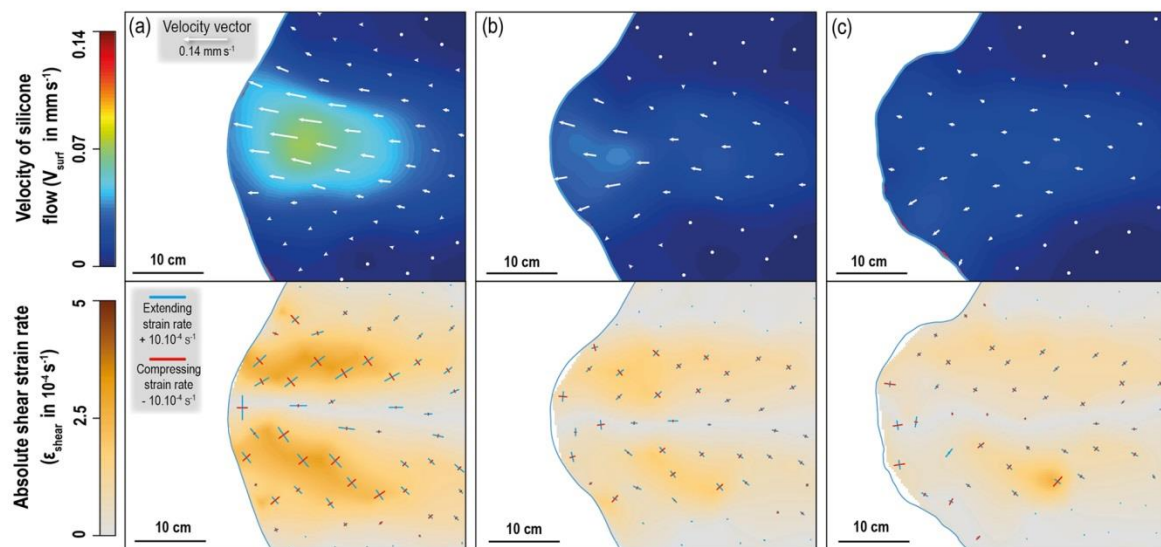 (a)
Velocity vector
0.14 mm s⁻¹
(b)
(c)
Velocity of silicone
flow (V_surf in mm s⁻¹)
0.14
0.07
0
10 cm
10 cm
10 cm
Absolute shear strain rate
(ε_shear in 10⁻⁴ s⁻¹)
5
2.5
0
Extending
strain rate
+ 10.10⁻⁴ s⁻¹
Compressing
strain rate
- 10.10⁻⁴ s⁻¹
10 cm
10 cm
10 cm